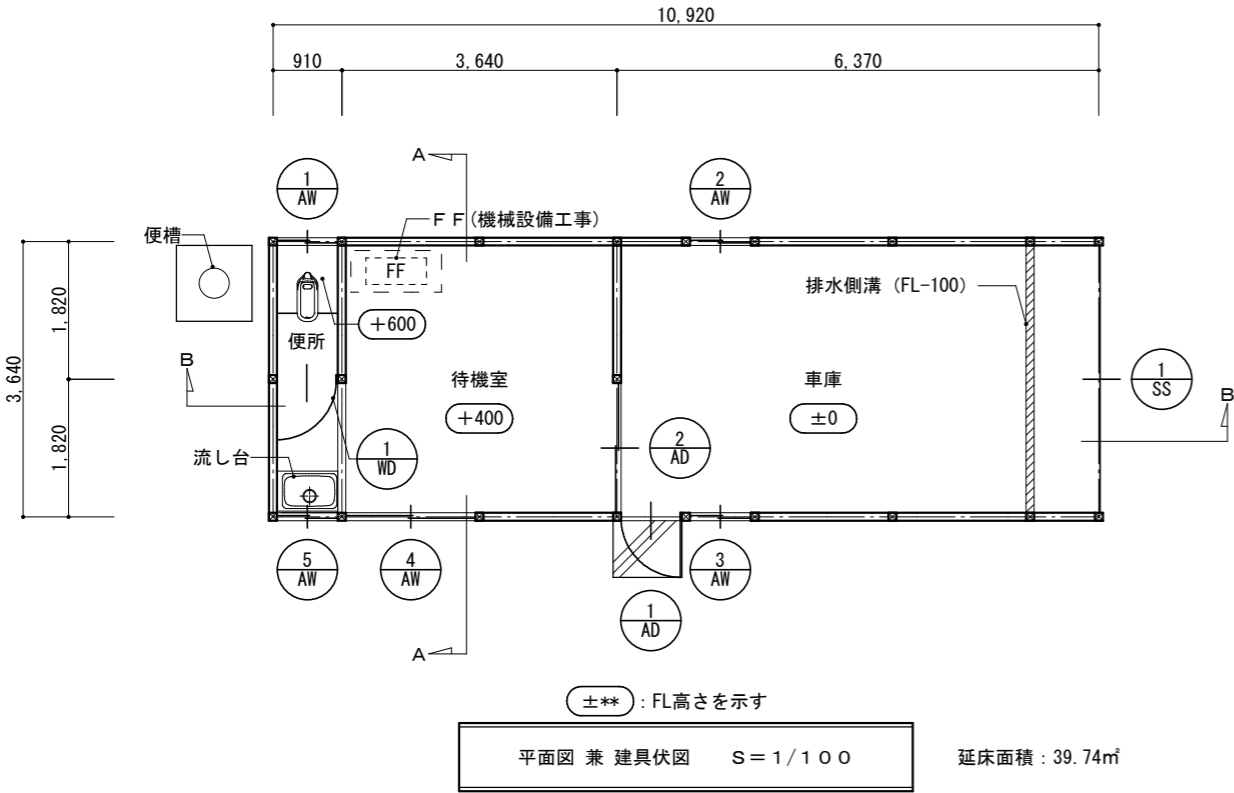 10,920
910
3,640
6,370
A
1
AW
2
AW
FF(機械設備工事)
便槽
FF
排水側溝 (FL-100)
1,820
+600
便所
3,640
B
待機室
車庫
1
SS
+400
±0
B
1,820
2
AD
1
WD
流し台
5
AW
4
AW
3
AW
1
AD
A
±** : FL高さを示す
平面図 兼 建具伏図 S=1/100
延床面積:39.74㎡